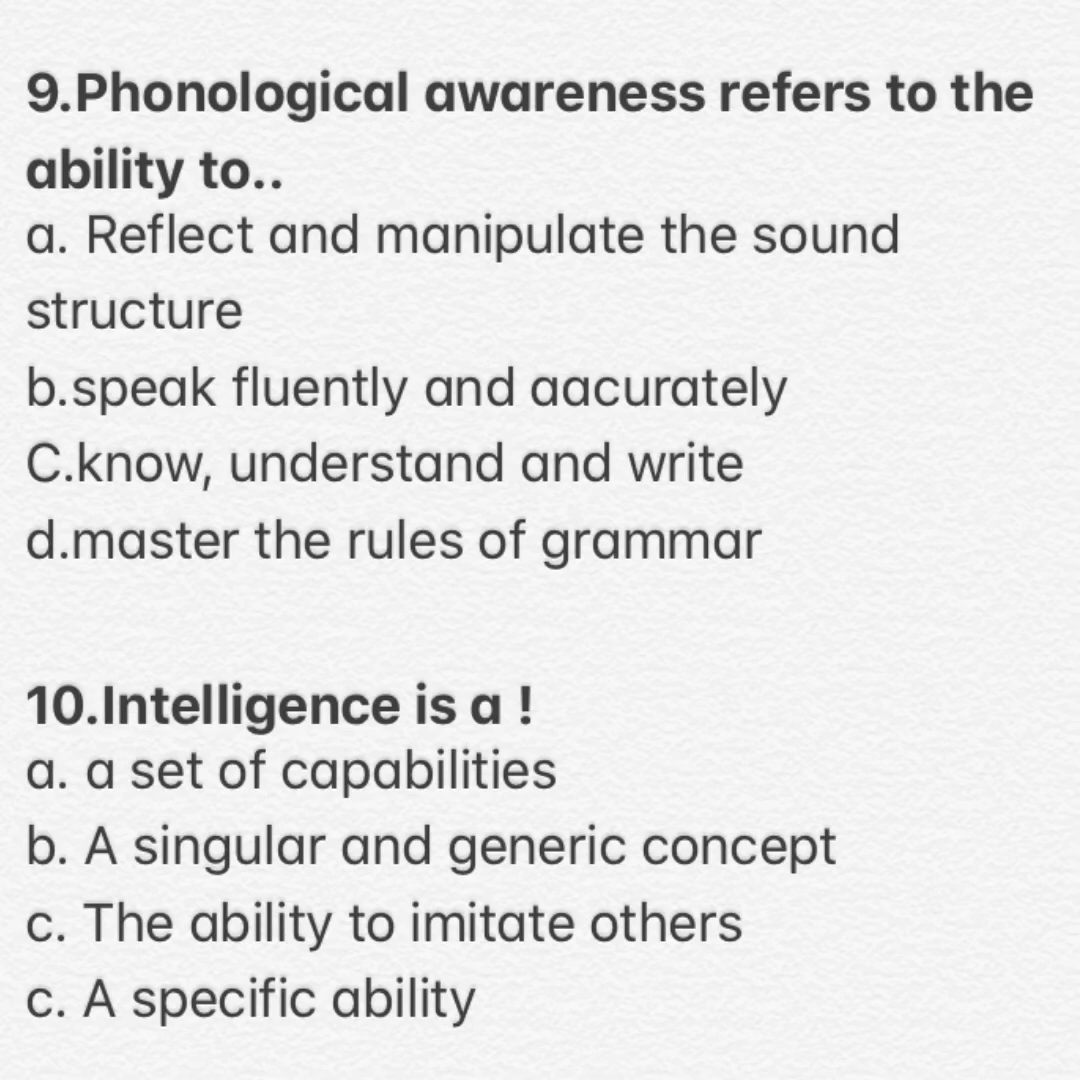 9.Phonological awareness refers to the
ability to..
a. Reflect and manipulate the sound
structure
b.speak fluently and aacurately
C.know, understand and write
d.master the rules of grammar
10.Intelligence is a !
a. a set of capabilities
b. A singular and generic concept
c. The ability to imitate others
c. A specific ability